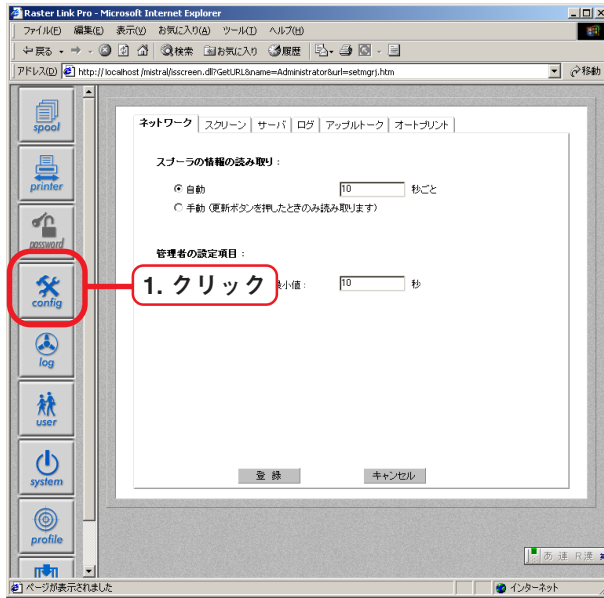 Raster Link Pro - Microsoft Internet Explorer
ファイル(F) 編集(E) 表示(V) お気に入り(A) ツール(T) ヘルプ(H)
戻る 検索 お気に入り 履歴
アドレス(D) http://localhost/mistral/isscreen.dll?GetURL&name=Administrator&url=setmgrj.htm 移動
spool
printer
password
config
log
user
system
profile
ネットワーク スクリーン サーバ ログ アップルトーク オートプリント
スプーラの情報の読み取り:
自動 10 秒ごと
手動 (更新ボタンを押したときのみ読み取ります)
管理者の設定項目:
1. クリック 最小値: 10 秒
登 録 キャンセル
あ 連 R漢
ページが表示されました インターネット